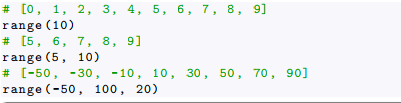 # [0, 1, 2, 3, 4, 5, 6, 7, 8, 9]
range(10)
# [5, 6, 7, 8, 9]
range(5, 10)
# [-50, -30, -10, 10, 30, 50, 70, 90]
range(-50, 100, 20)